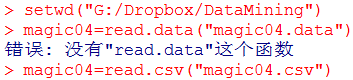 > setwd("G:/Dropbox/DataMining")
> magic04=read.data("magic04.data")
错误: 没有"read.data"这个函数
> magic04=read.csv("magic04.csv")